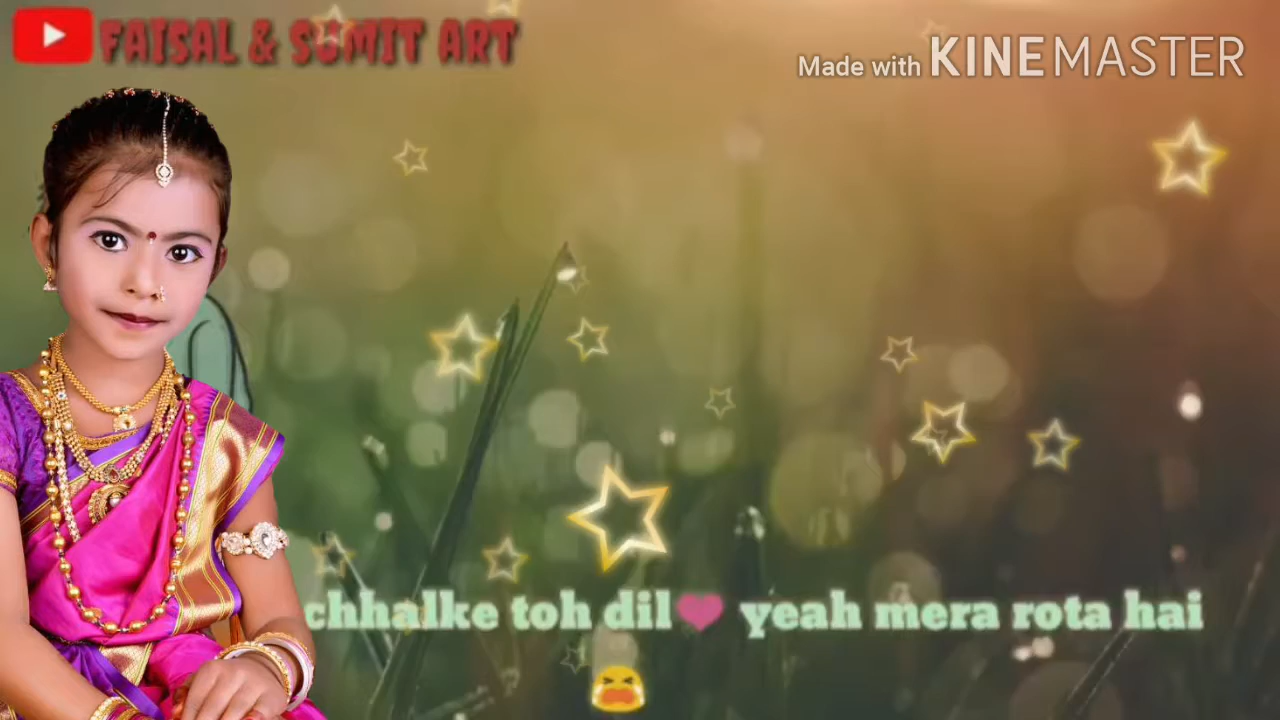 FAISAL & SUMIT ART
Made with KINEMASTER
chhalke toh dil💗 yeah mera rota hai
😭